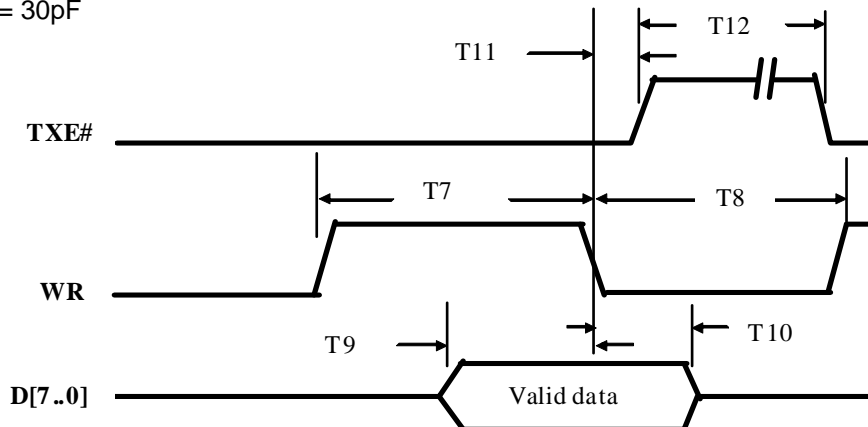 = 30pF
T12
T11
TXE#
T7
T8
WR
T9
T10
D[7..0]
Valid data